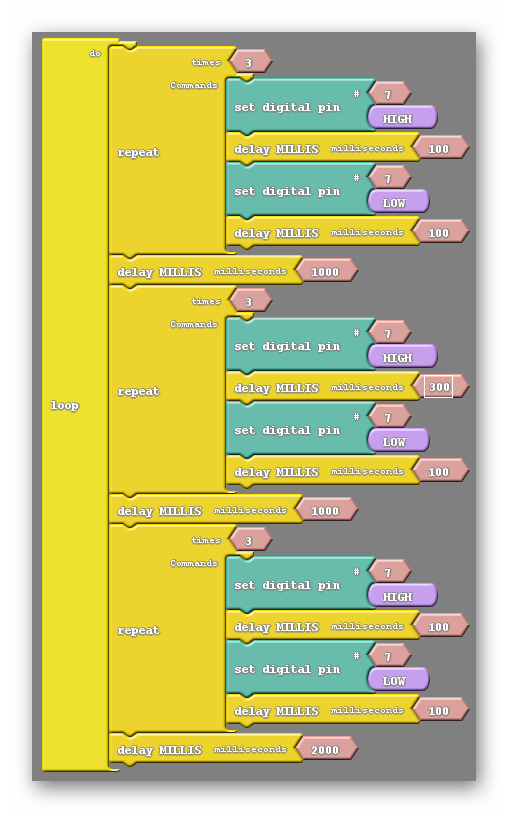 do
times 3
Commands
set digital pin # 7
HIGH
repeat
delay MILLIS milliseconds 100
set digital pin # 7
LOW
delay MILLIS milliseconds 100
delay MILLIS milliseconds 1000
times 3
Commands
set digital pin # 7
HIGH
repeat
delay MILLIS milliseconds 300
loop
set digital pin # 7
LOW
delay MILLIS milliseconds 100
delay MILLIS milliseconds 1000
times 3
Commands
set digital pin # 7
HIGH
repeat
delay MILLIS milliseconds 100
set digital pin # 7
LOW
delay MILLIS milliseconds 100
delay MILLIS milliseconds 2000